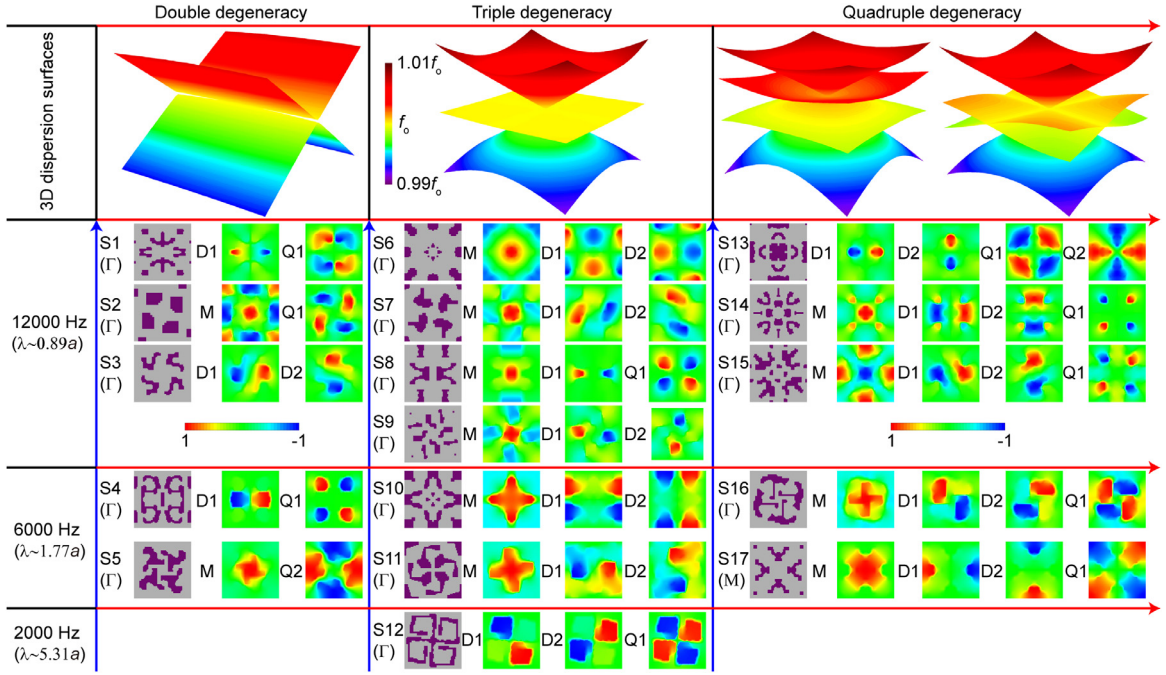 Double degeneracy Triple degeneracy Quadruple degeneracy
3D dispersion surfaces
1.01fo
fo
0.99fo
12000 Hz
(λ~0.89a)
S1 (Γ) D1 Q1
S2 (Γ) M Q1
S3 (Γ) D1 D2
1 -1
S6 (Γ) M D1 D2
S7 (Γ) M D1 D2
S8 (Γ) M D1 Q1
S9 (Γ) M D1 D2
S13 (Γ) D1 D2 Q1 Q2
S14 (Γ) M D1 D2 Q1
S15 (Γ) M D1 D2 Q1
1 -1
6000 Hz
(λ~1.77a)
S4 (Γ) D1 Q1
S5 (Γ) M Q2
S10 (Γ) M D1 D2
S11 (Γ) M D1 D2
S16 (Γ) M D1 D2 Q1
S17 (M) M D1 D2 Q1
2000 Hz
(λ~5.31a)
S12 (Γ) D1 D2 Q1